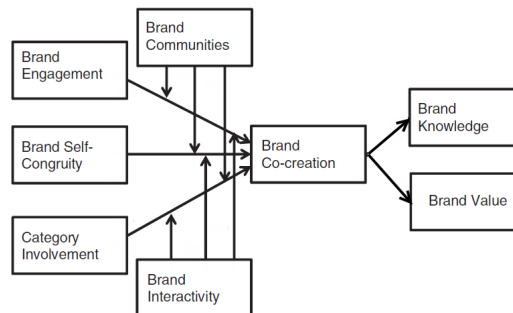 Brand
Communities
Brand
Engagement
Brand Self-
Congruity
Category
Involvement
Brand
Interactivity
Brand
Co-creation
Brand
Knowledge
Brand Value